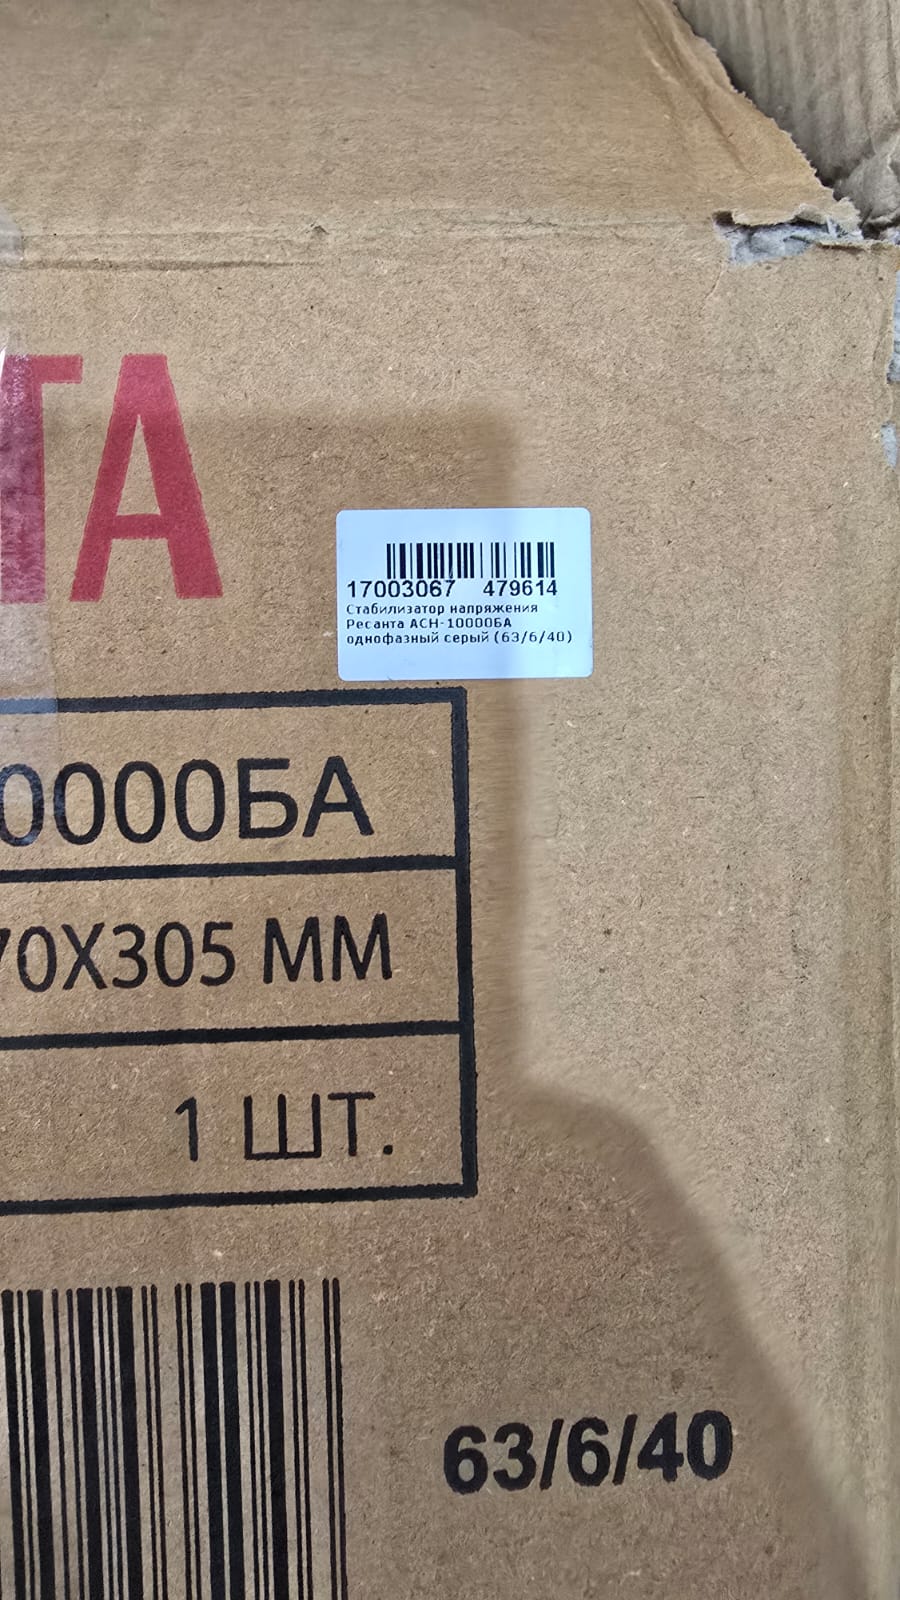 ТА
17003067 479614
Стабилизатор напряжения
Ресанта АСН-10000БА
однофазный серый (63/6/40)
0000БА
70Х305 ММ
1 ШТ.
63/6/40